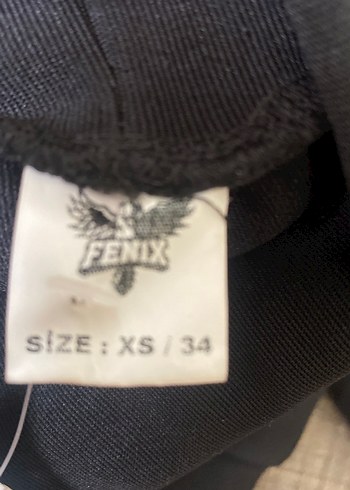 FENIX
SİZE : XS / 34